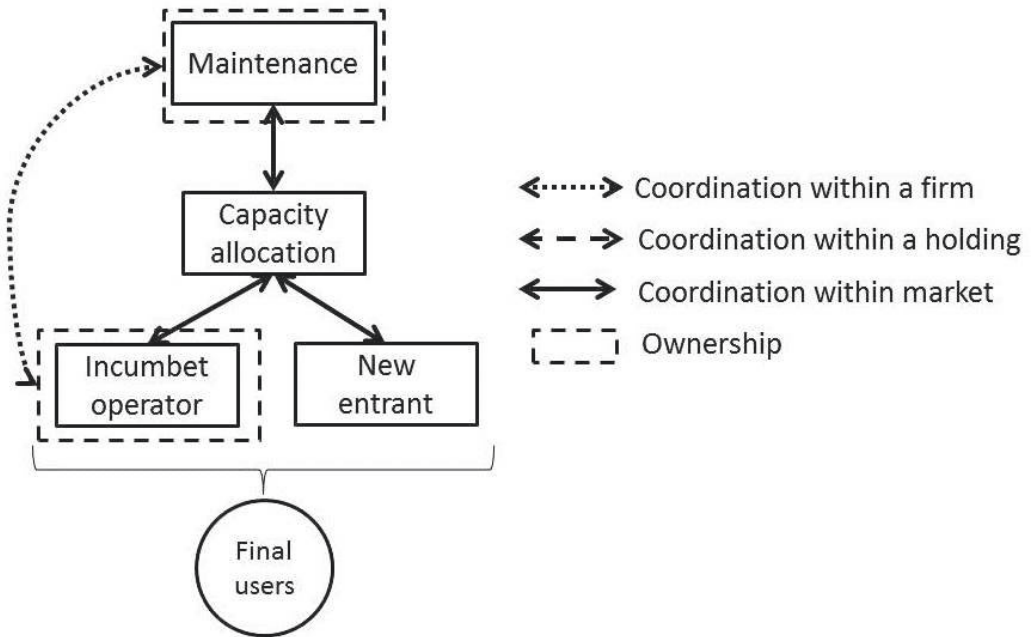 Maintenance
Capacity
allocation
Incumbet
operator
New
entrant
Final
users
Coordination within a firm
Coordination within a holding
Coordination within market
Ownership